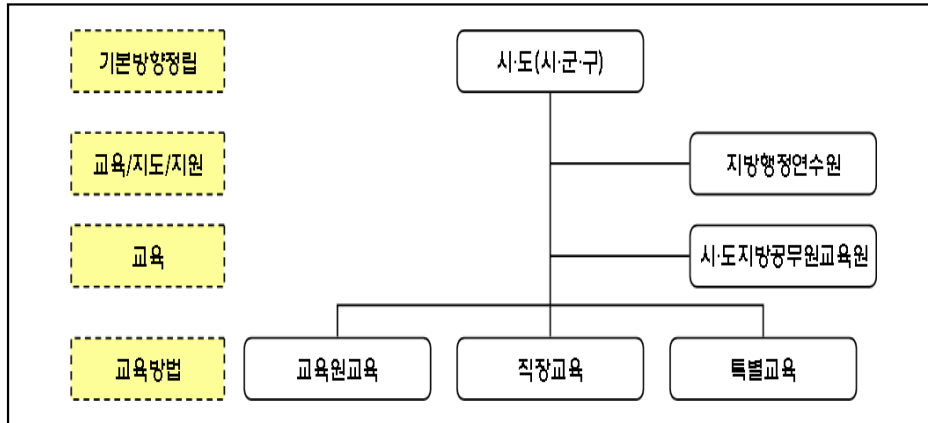 기본방향정립
시·도(시·군·구)
교육/지도/지원
지방행정연수원
교육
시·도지방공무원교육원
교육방법
교육원교육
직장교육
특별교육